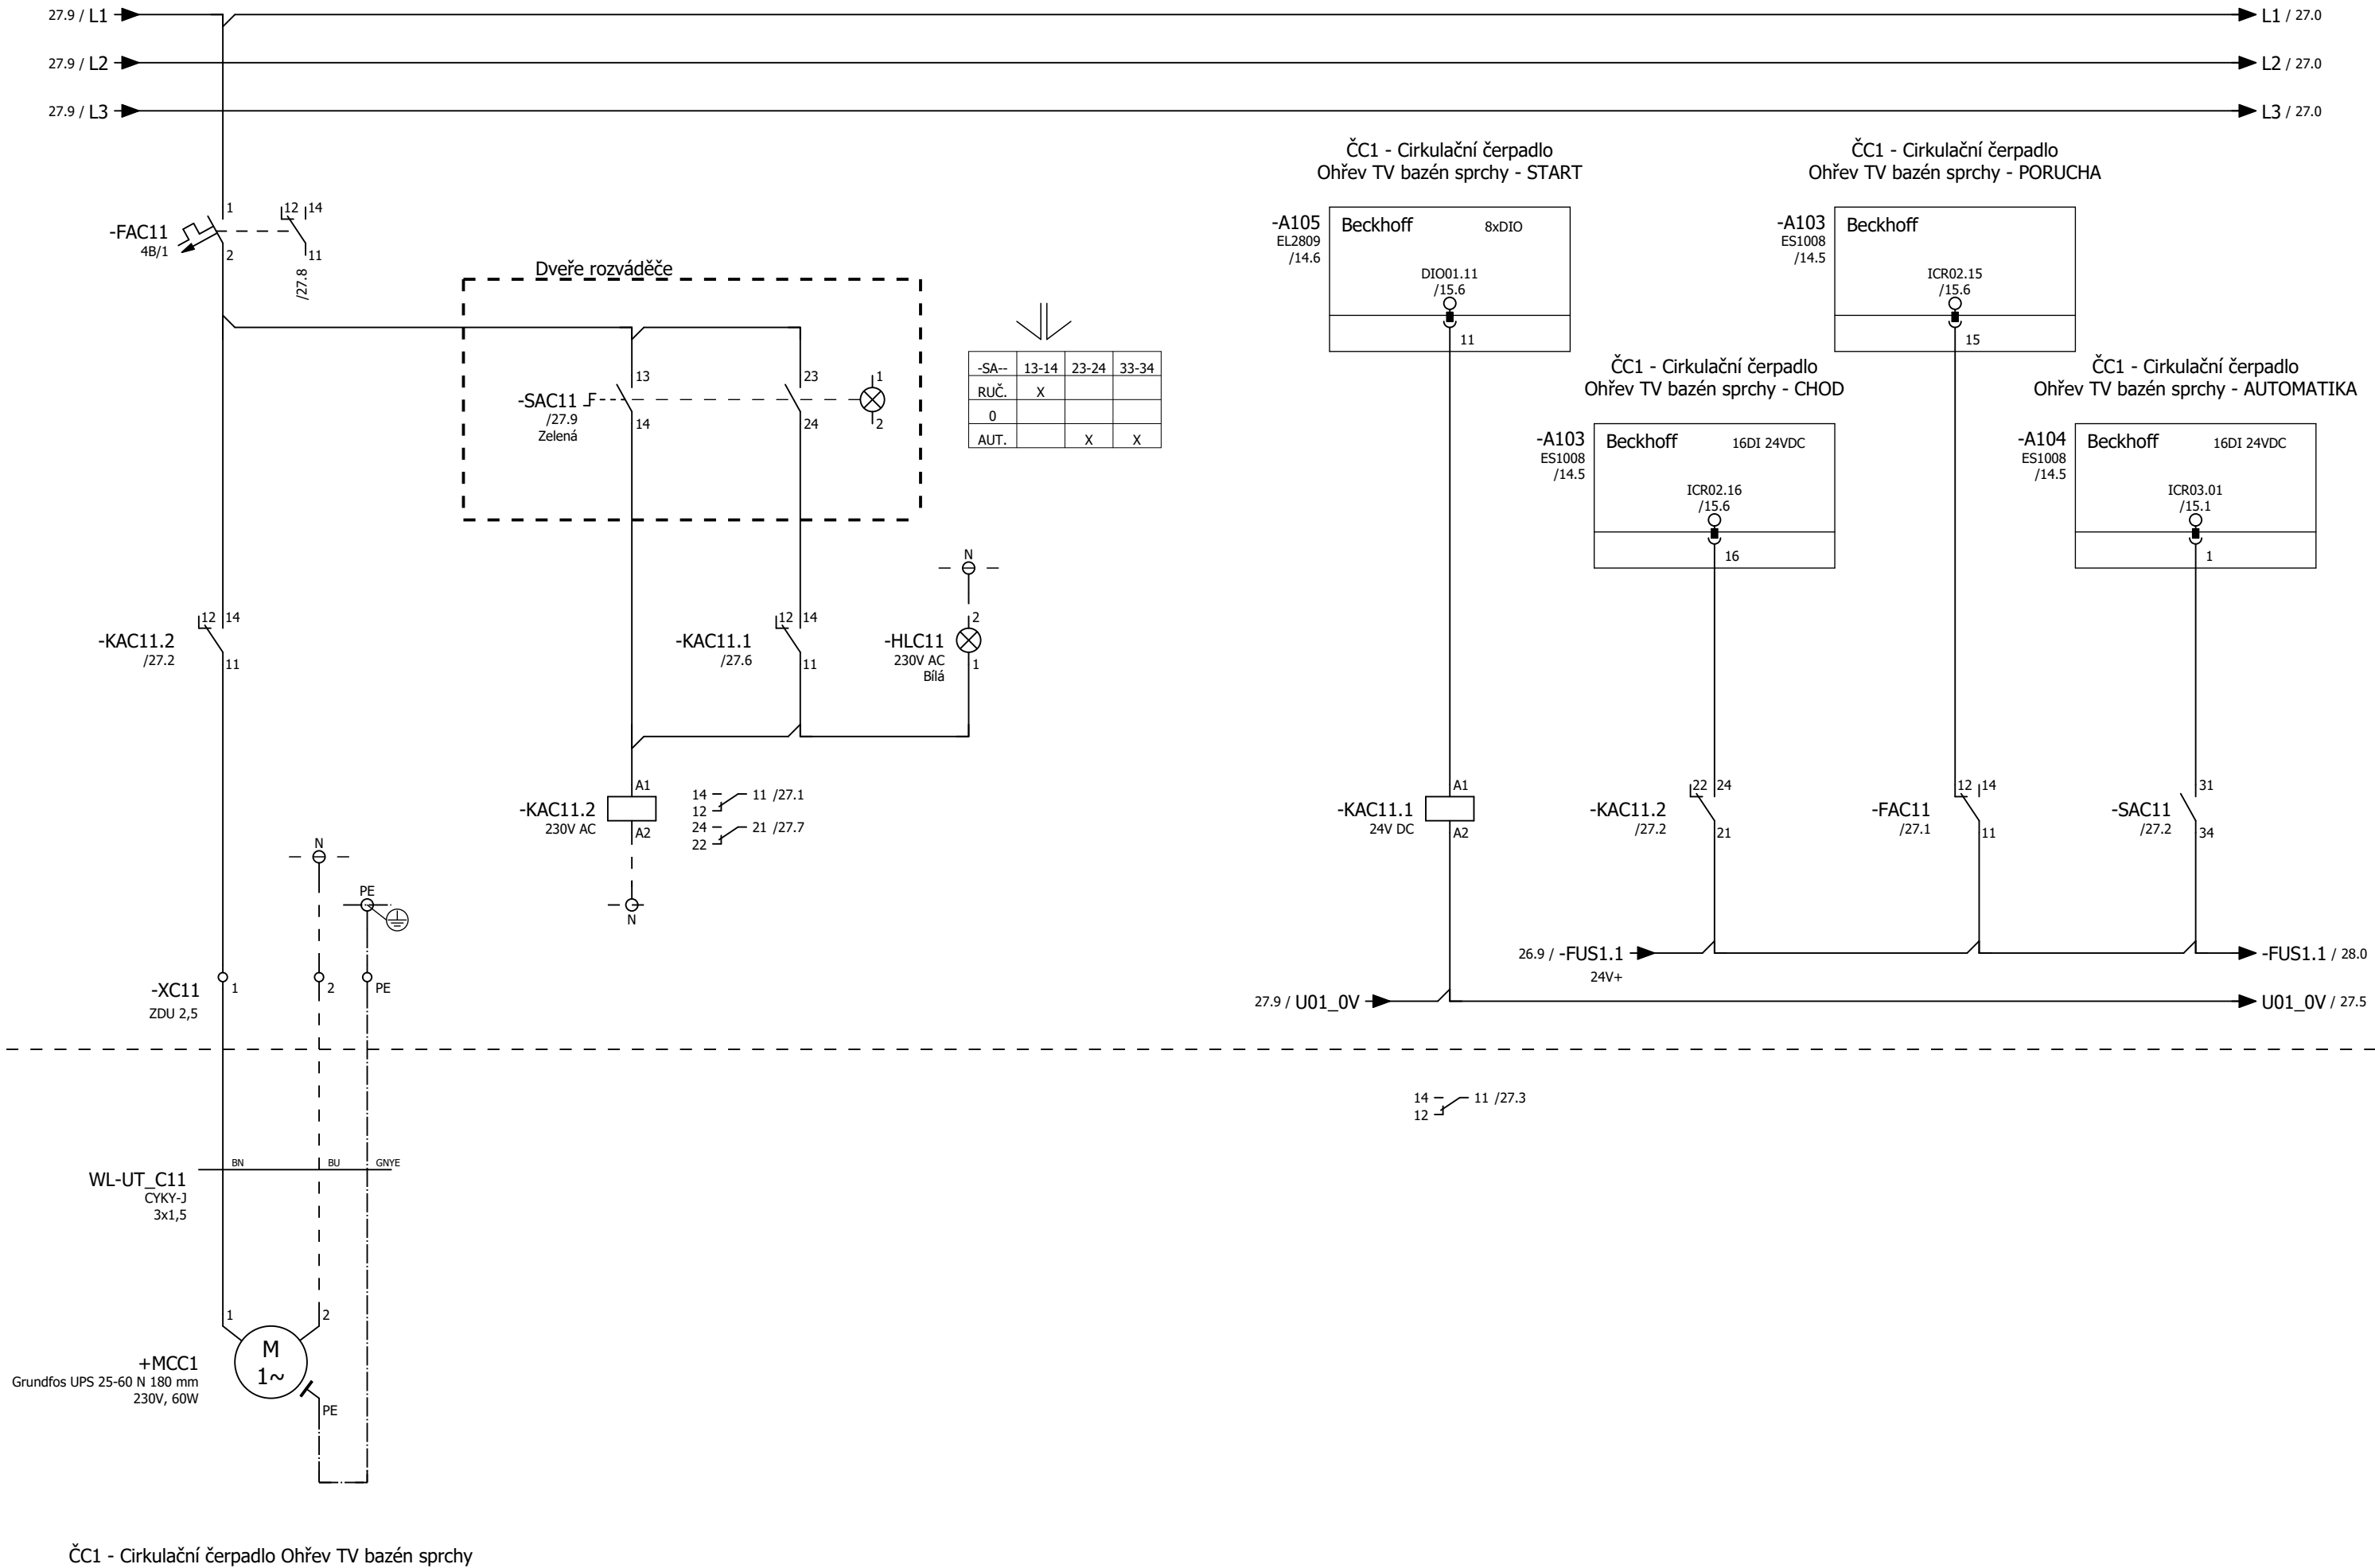 27.9 / L1
L1 / 27.0
27.9 / L2
L2 / 27.0
27.9 / L3
L3 / 27.0
ČC1 - Cirkulační čerpadlo
Ohřev TV bazén sprchy - START
ČC1 - Cirkulační čerpadlo
Ohřev TV bazén sprchy - PORUCHA
-FAC11
4B/1
1
2
12
14
11
/27.8
-A105
EL2809
/14.6
Beckhoff
8xDIO
DIO01.11
/15.6
11
-A103
ES1008
/14.5
Beckhoff
ICR02.15
/15.6
15
Dveře rozváděče
-SAC11
/27.9
Zelená
13
14
23
24
1
2
-SA-- 13-14 23-24 33-34
RUČ. X
0
AUT. X X
ČC1 - Cirkulační čerpadlo
Ohřev TV bazén sprchy - CHOD
ČC1 - Cirkulační čerpadlo
Ohřev TV bazén sprchy - AUTOMATIKA
-A103
ES1008
/14.5
Beckhoff
16DI 24VDC
ICR02.16
/15.6
16
-A104
ES1008
/14.5
Beckhoff
16DI 24VDC
ICR03.01
/15.1
1
-KAC11.2
/27.2
12
14
11
-KAC11.1
/27.6
12
14
11
N
-HLC11
230V AC
Bílá
2
1
-KAC11.2
230V AC
A1
A2
N
14
11 /27.1
12
24
21 /27.7
22
-KAC11.1
24V DC
A1
A2
-KAC11.2
/27.2
22
24
21
-FAC11
/27.1
12
14
11
-SAC11
/27.2
31
34
N
PE
26.9 / -FUS1.1
24V+
-FUS1.1 / 28.0
27.9 / U01_0V
U01_0V / 27.5
-XC11
ZDU 2,5
1
2
PE
14
11 /27.3
12
WL-UT_C11
CYKY-J
3x1,5
BN
BU
GNYE
1
2
M
1~
PE
+MCC1
Grundfos UPS 25-60 N 180 mm
230V, 60W
ČC1 - Cirkulační čerpadlo Ohřev TV bazén sprchy